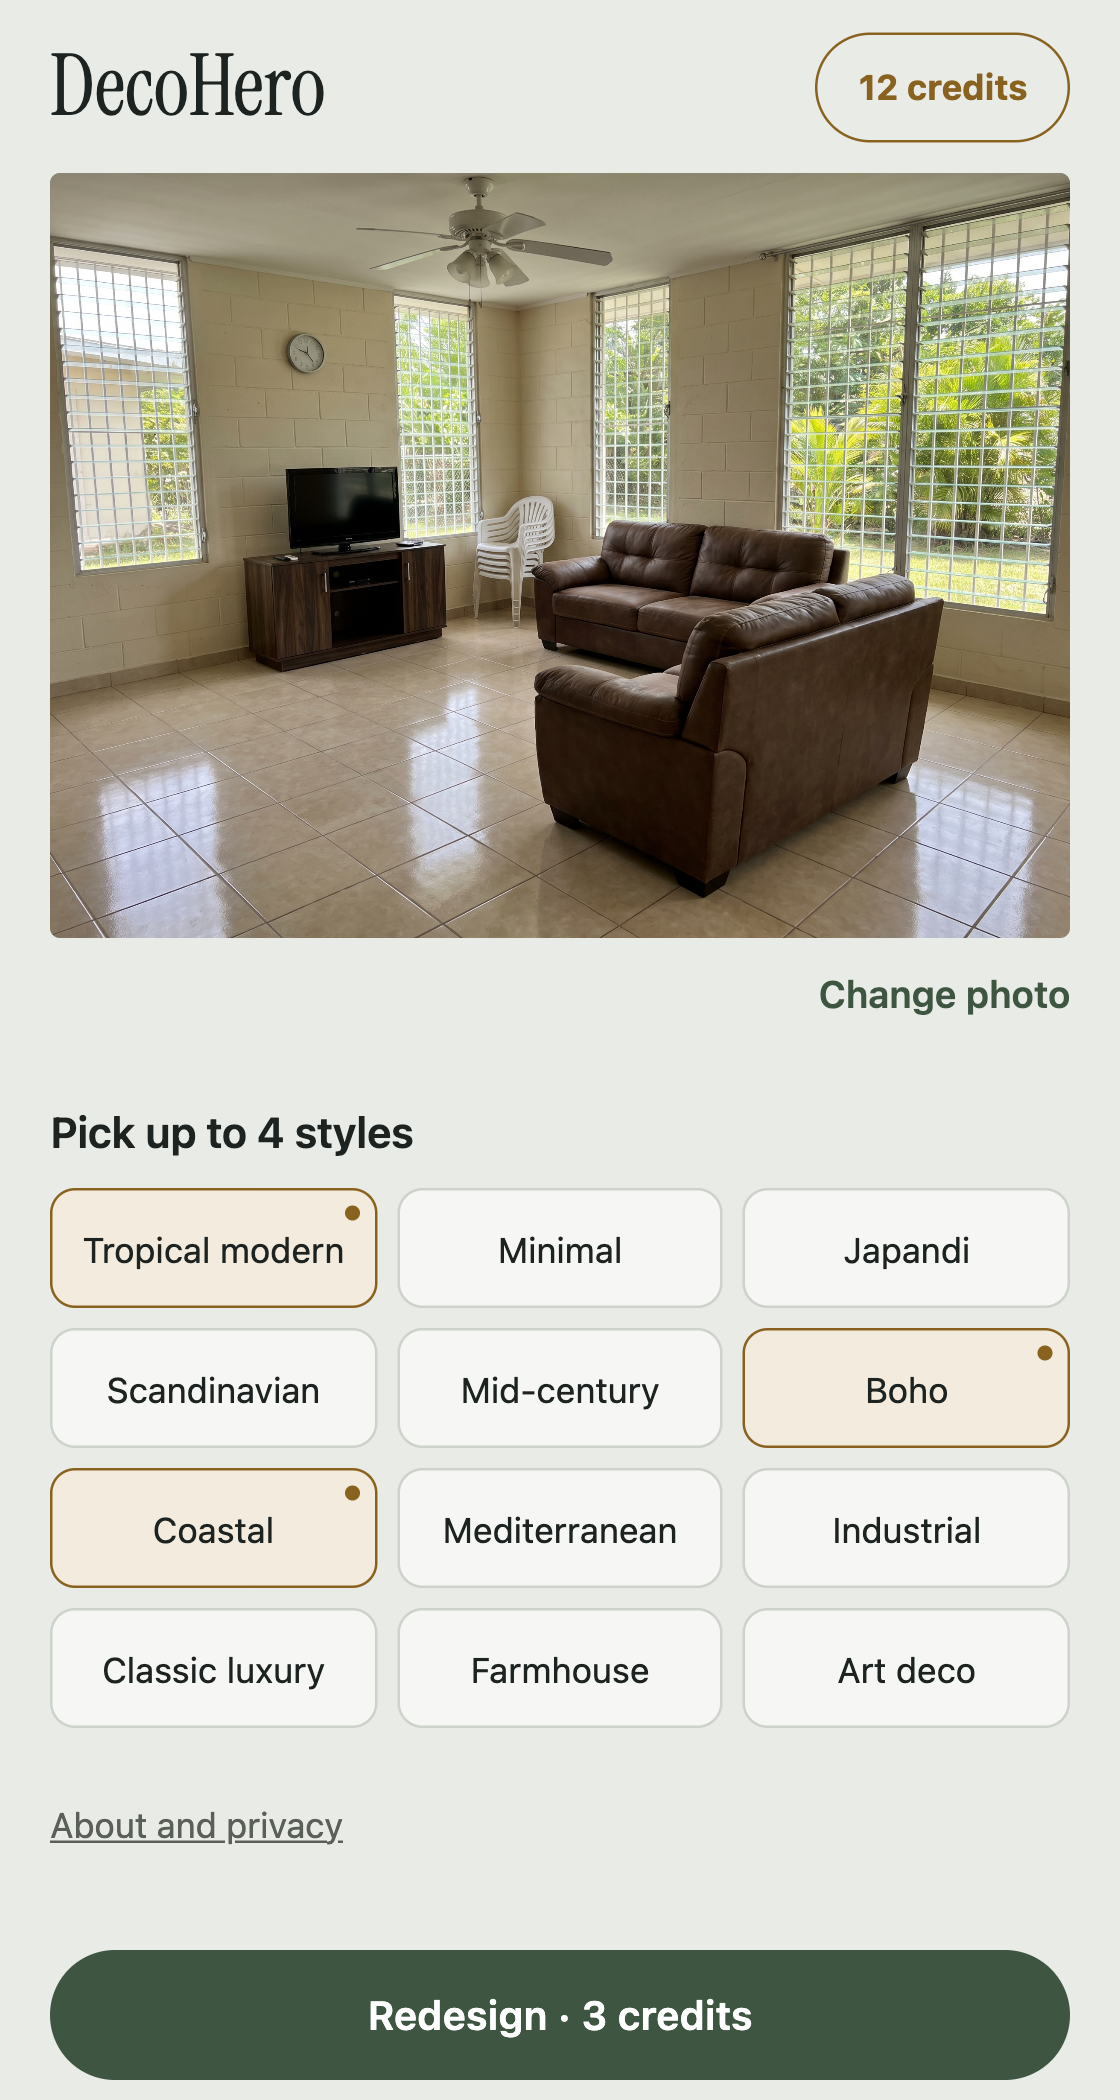 DecoHero
12 credits
Change photo
Pick up to 4 styles
Tropical modern
Minimal
Japandi
Scandinavian
Mid-century
Boho
Coastal
Mediterranean
Industrial
Classic luxury
Farmhouse
Art deco
About and privacy
Redesign · 3 credits